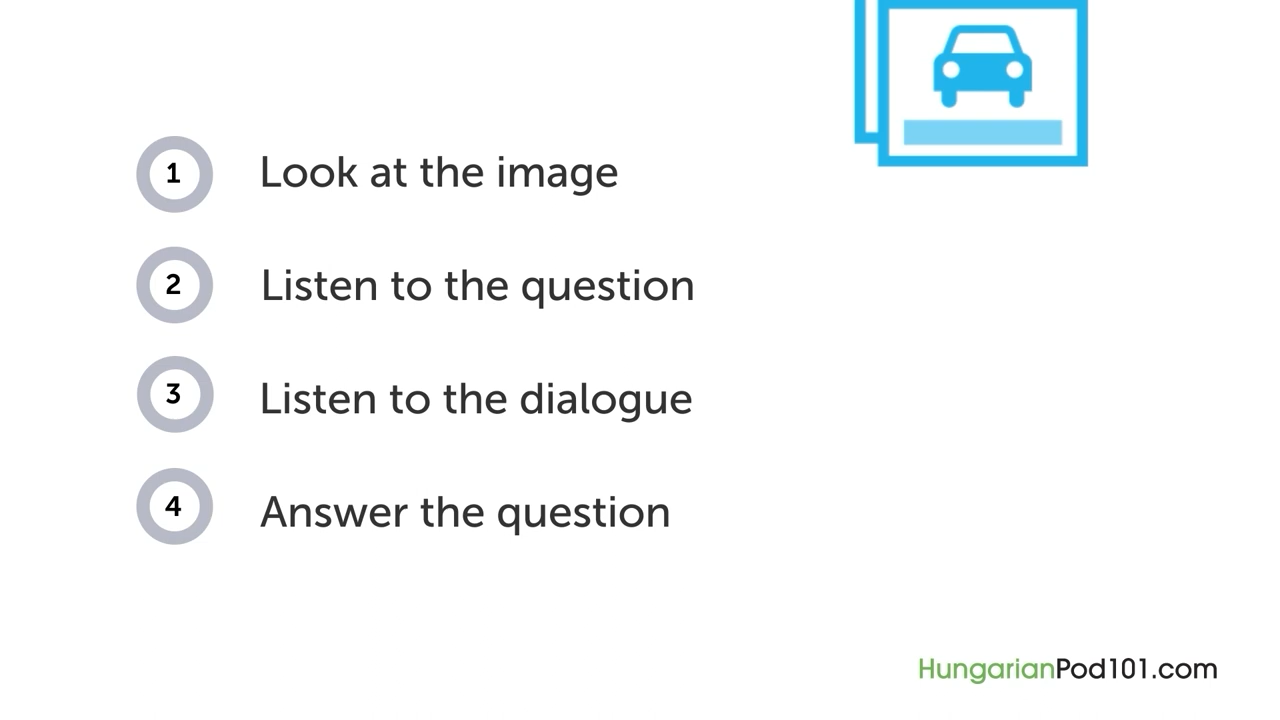 1 Look at the image
2 Listen to the question
3 Listen to the dialogue
4 Answer the question
HungarianPod101.com